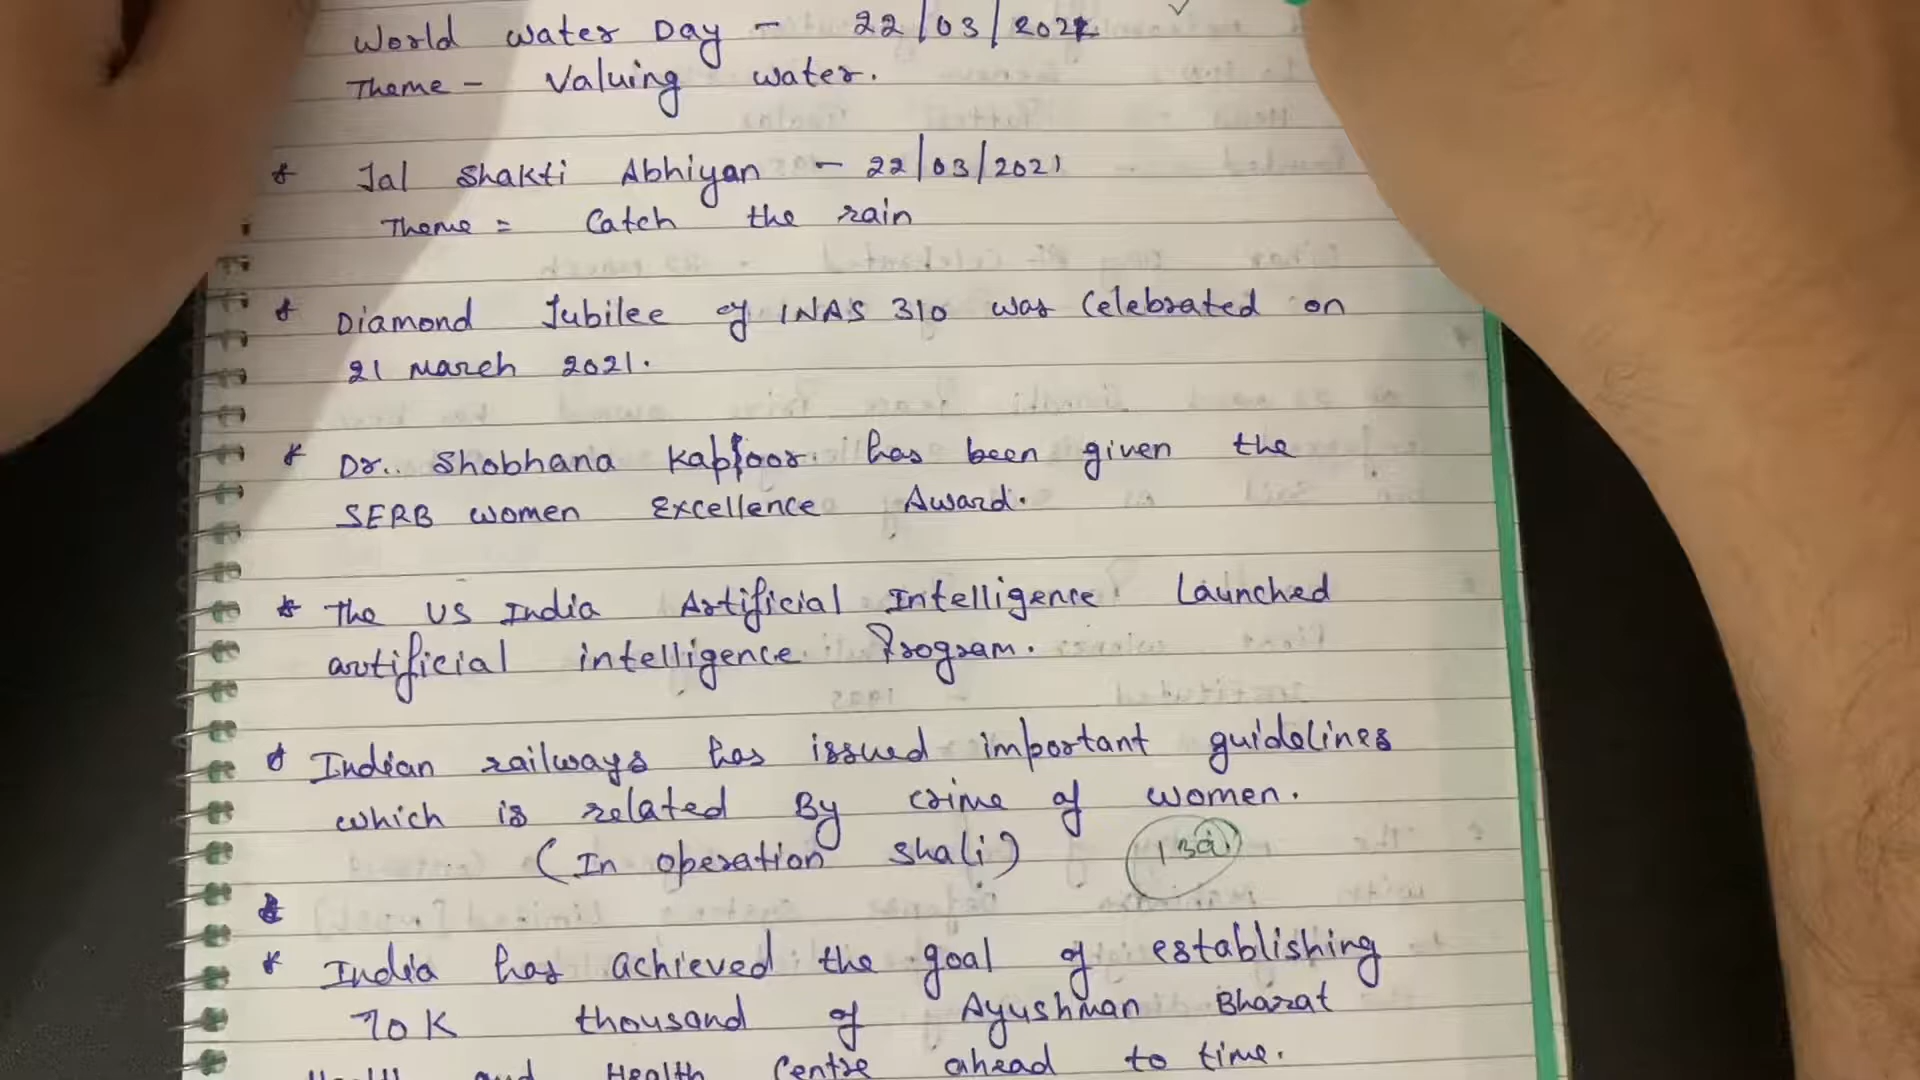 World Water Day - 22/03/2021
Theme - Valuing water.
* Jal Shakti Abhiyan - 22/03/2021
Theme = Catch the rain
* Diamond Jubilee of INAS 310 was Celebrated on
21 March 2021.
* Dr.. Shobhana Kapoor has been given the
SERB women Excellence Award.
* The US India Artificial Intelligence Launched
artificial intelligence Program.
* Indian railways has issued important guidelines
which is related By crime of women.
(In operation Shali)
* India has achieved the goal of establishing
70K thousand of Ayushman Bharat
Health and Health Centre ahead to time.